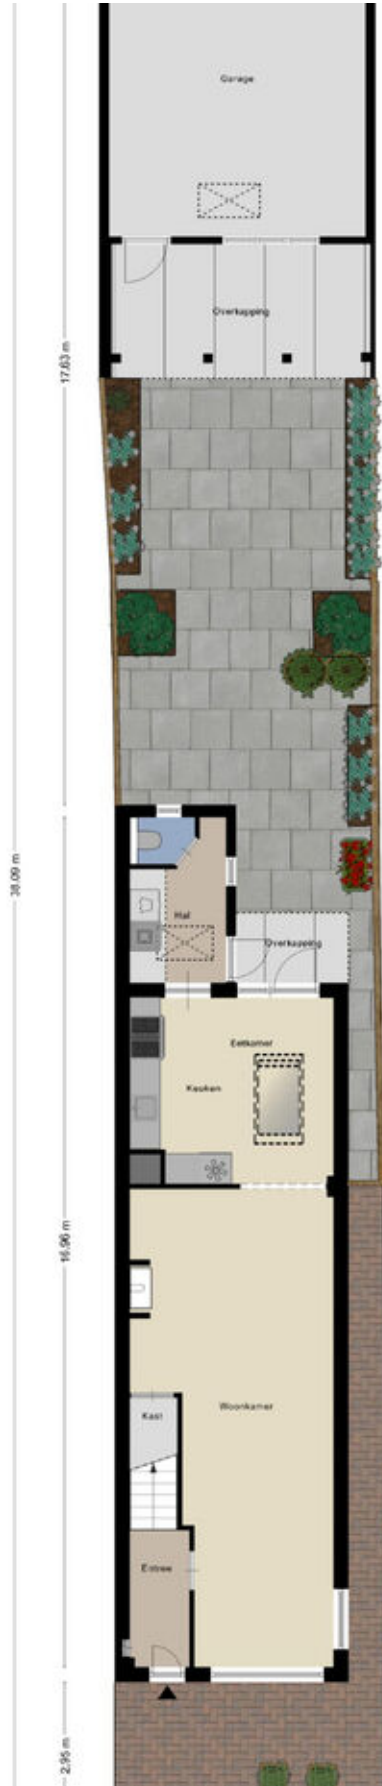 Garage
Overkapping
17.63 m
38.09 m
Hal
Overkapping
Eetkamer
Keuken
16.96 m
Woonkamer
Kast
Entree
2.95 m